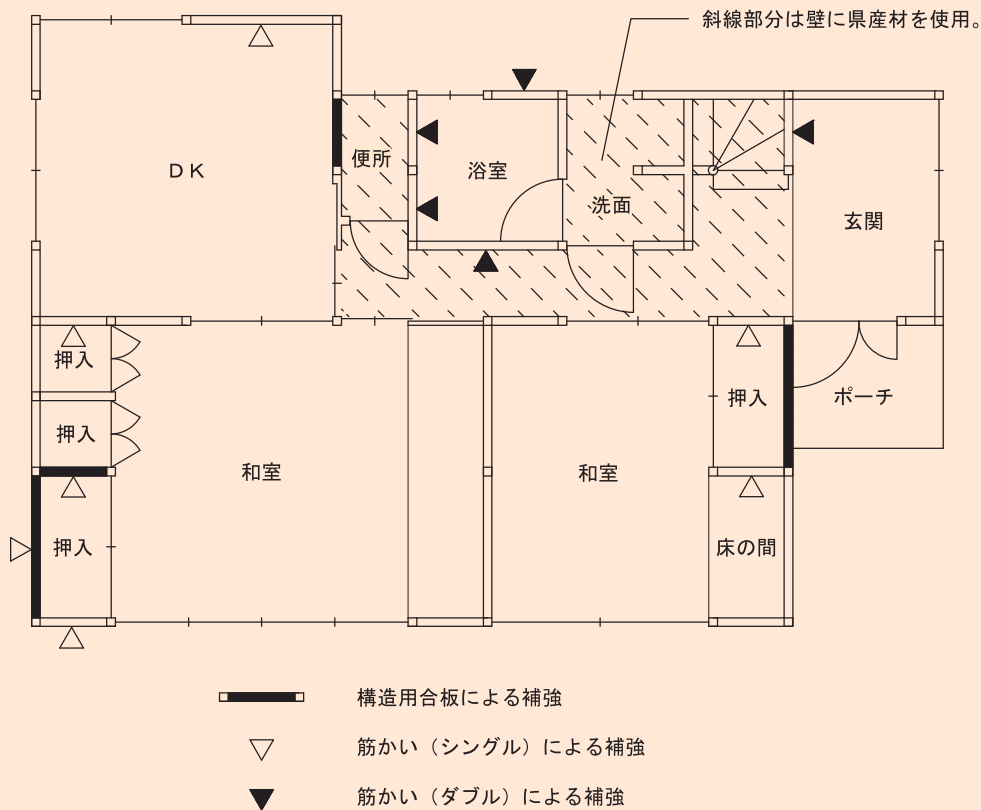 斜線部分は壁に県産材を使用。
DK
便所
浴室
洗面
玄関
押入
押入
押入
和室
和室
押入
ポーチ
床の間
構造用合板による補強
筋かい（シングル）による補強
筋かい（ダブル）による補強